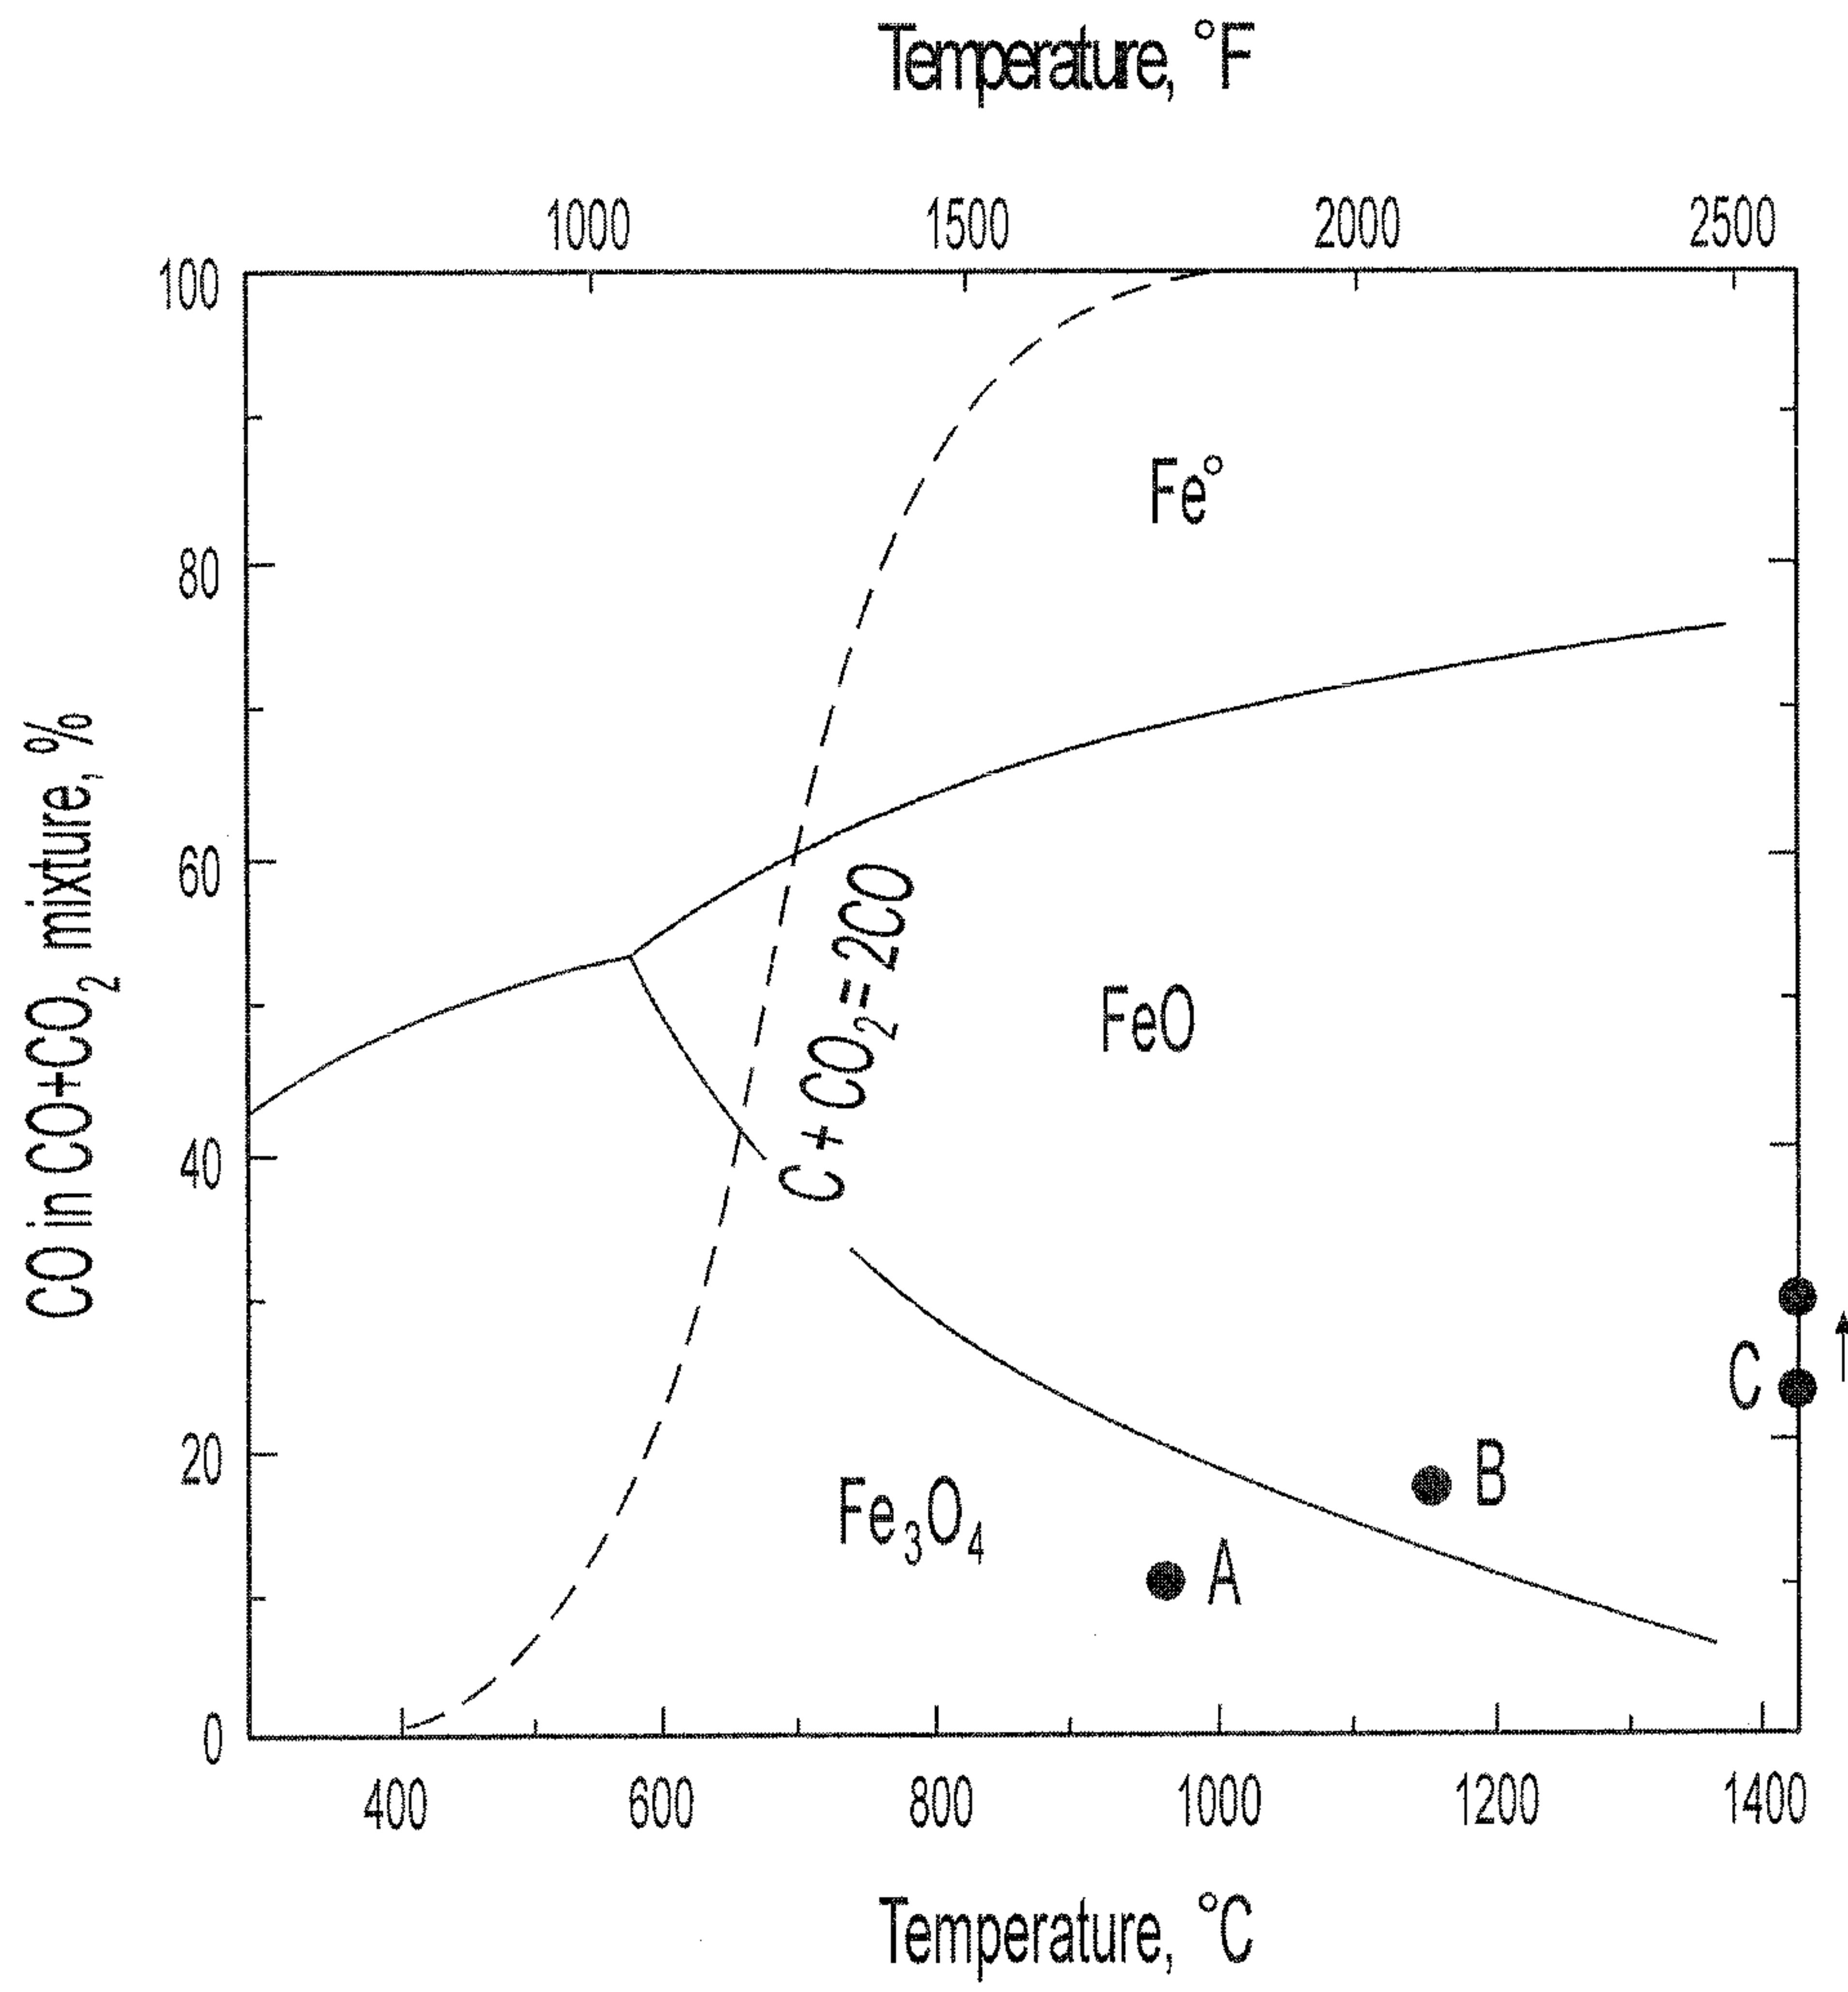 Temperature, °F
1000 1500 2000 2500
100
80
60
40
20
0
CO in CO+CO2 mixture, %
Fe°
C + CO2 = 2CO
FeO
C
B
Fe3O4
A
400 600 800 1000 1200 1400
Temperature, °C